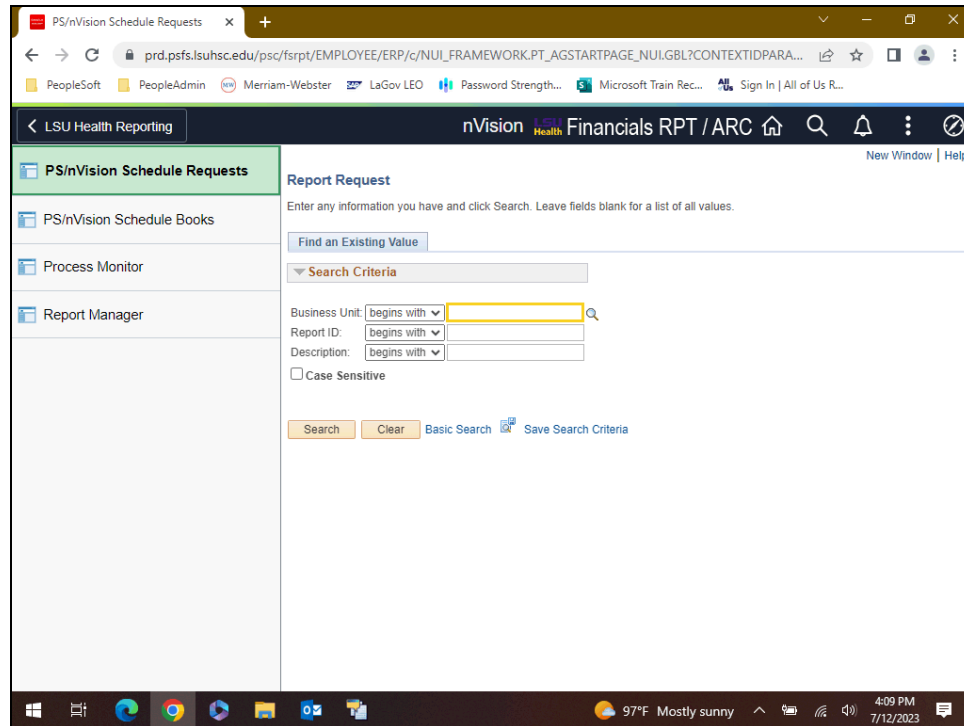 PS/nVision Schedule Requests
prd.psfs.lsuhsc.edu/psc/fsrpt/EMPLOYEE/ERP/c/NUI_FRAMEWORK.PT_AGSTARTPAGE_NUI.GBL?CONTEXTIDPARA...
PeopleSoft PeopleAdmin Merriam-Webster LaGov LEO Password Strength... Microsoft Train Rec... Sign In | All of Us R...
LSU Health Reporting nVision LSU Health Financials RPT / ARC
New Window | Help
PS/nVision Schedule Requests
PS/nVision Schedule Books
Process Monitor
Report Manager
Report Request
Enter any information you have and click Search. Leave fields blank for a list of all values.
Find an Existing Value
Search Criteria
Business Unit: begins with
Report ID: begins with
Description: begins with
Case Sensitive
Search Clear Basic Search Save Search Criteria
97°F Mostly sunny 4:09 PM
7/12/2023